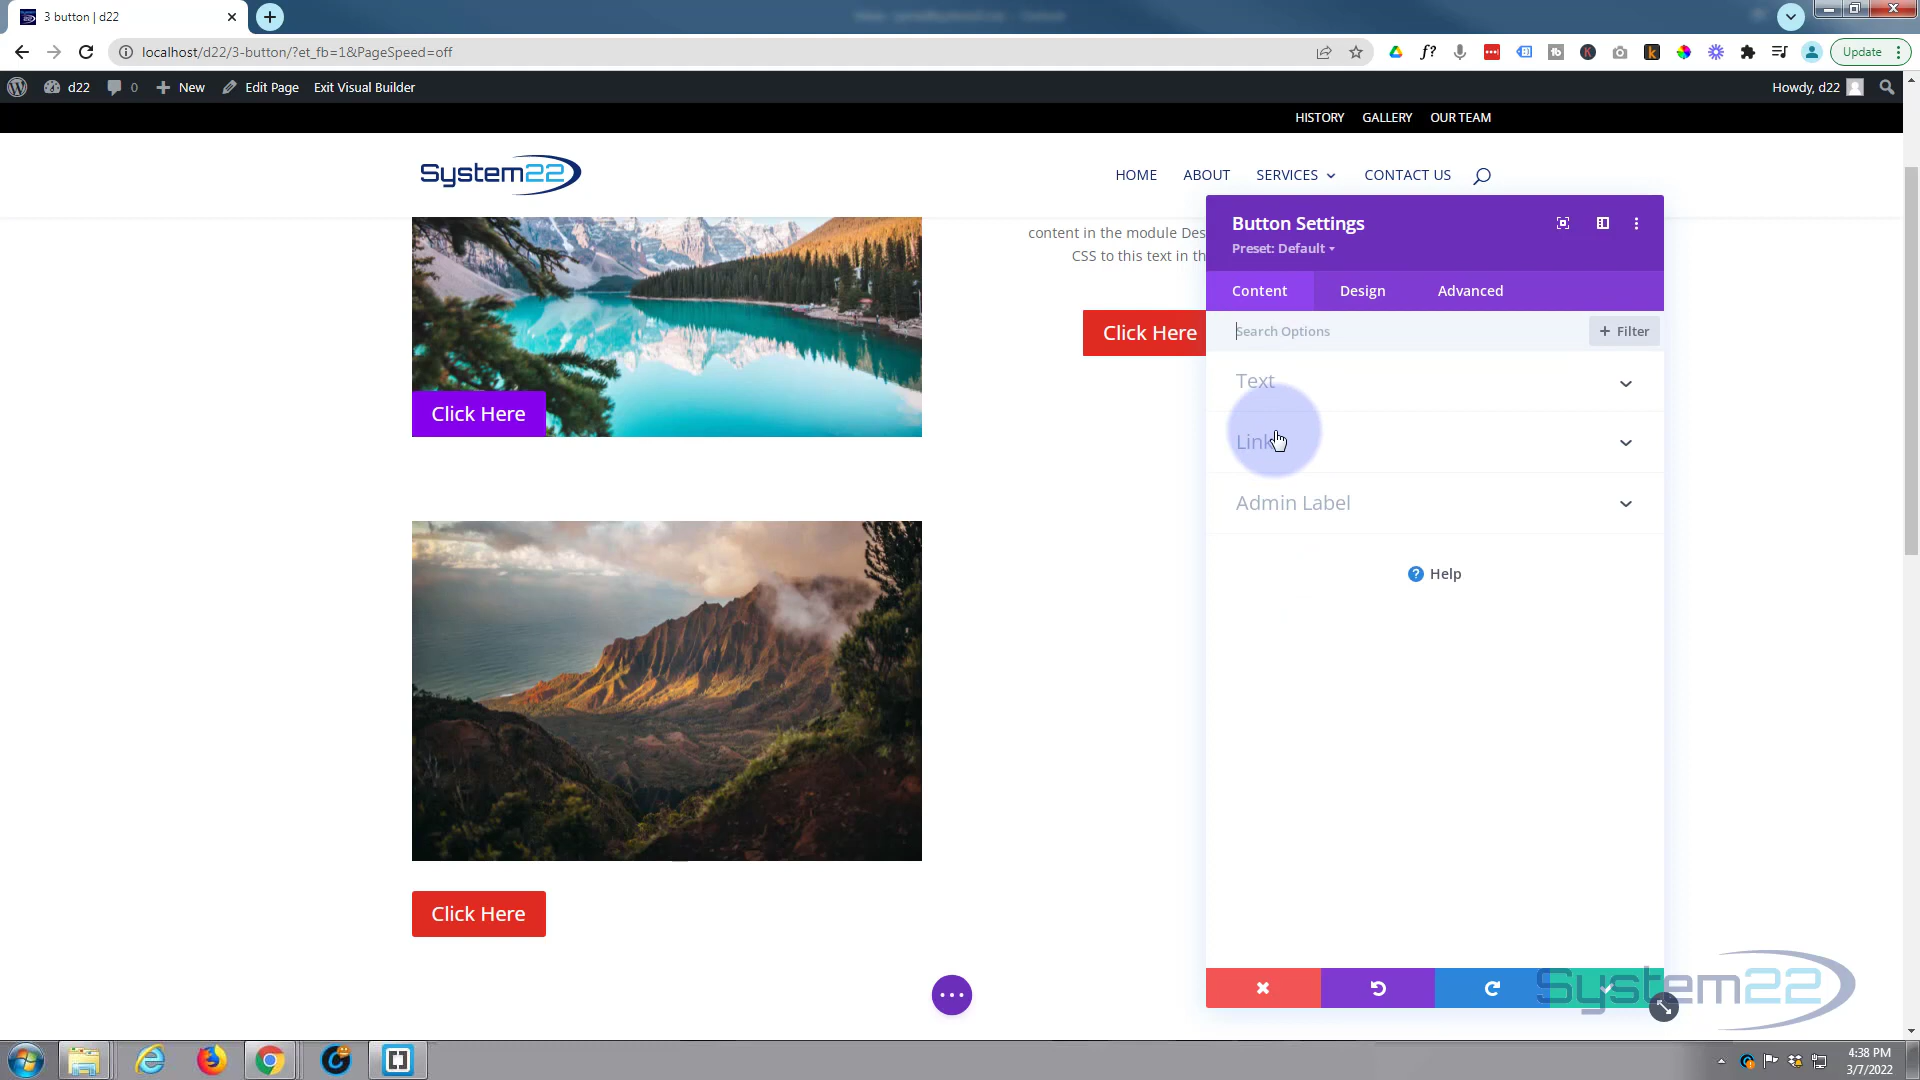 3 button | d22
localhost/d22/3-button/?et_fb=1&PageSpeed=off
Update
d22
0
New
Edit Page
Exit Visual Builder
Howdy, d22
HISTORY
GALLERY
OUR TEAM
System22
HOME
ABOUT
SERVICES
CONTACT US
content in the module Des
CSS to this text in th
Click Here
Click Here
Click Here
Button Settings
Preset: Default
Content
Design
Advanced
Search Options
+ Filter
Text
Link
Admin Label
Help
System22
4:38 PM
3/7/2022